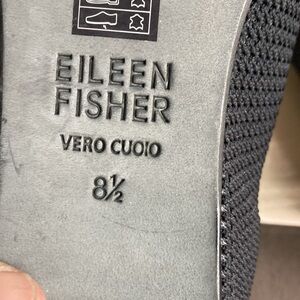 EILEEN
FISHER
VERO CUOIO
8½